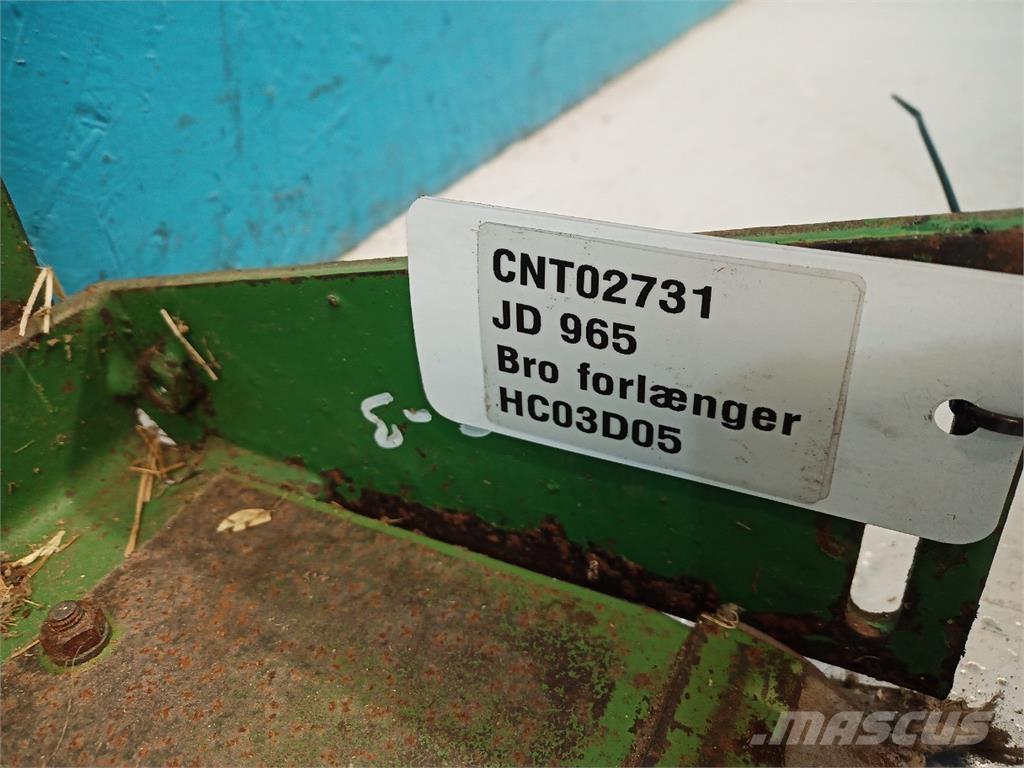 CNT02731
JD 965
Bro forlænger
HC03D05
MASCUS